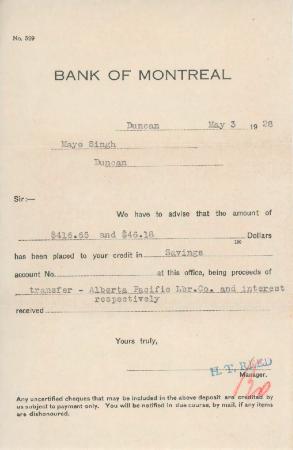 No. 509
BANK OF MONTREAL
Duncan May 3 1928
Mayo Singh
Duncan
Sir:—
We have to advise that the amount of
$416.65 and $46.18 100 Dollars
has been placed to your credit in Savings
account No. at this office, being proceeds of
transfer - Alberta Pacific Lbr.Co. and interest
respectively
received
Yours truly,
H. T. REED
Manager.
Any uncertified cheques that may be included in the above deposit are credited by
us subject to payment only. You will be notified in due course, by mail, if any items
are dishonoured.